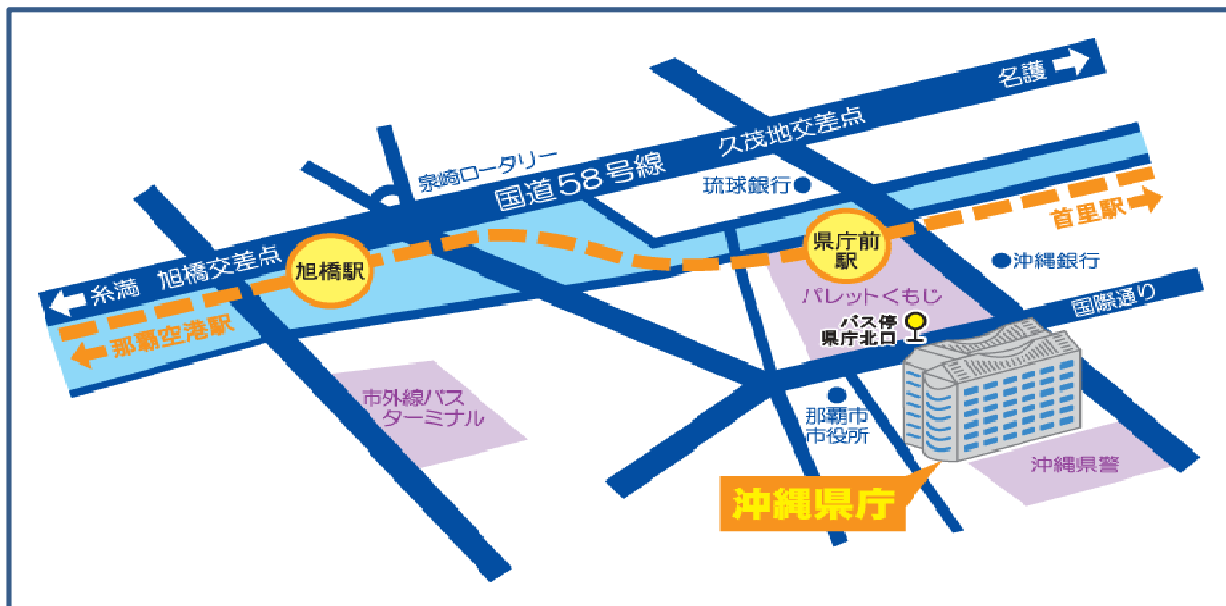 名護
久茂地交差点
泉崎ロータリー
国道58号線
琉球銀行
首里駅
県庁前
駅
旭橋駅
旭橋交差点
糸満
那覇空港駅
沖縄銀行
パレットくもじ
国際通り
バス停
県庁北口
市外線バス
ターミナル
那覇市
市役所
沖縄県警
沖縄県庁